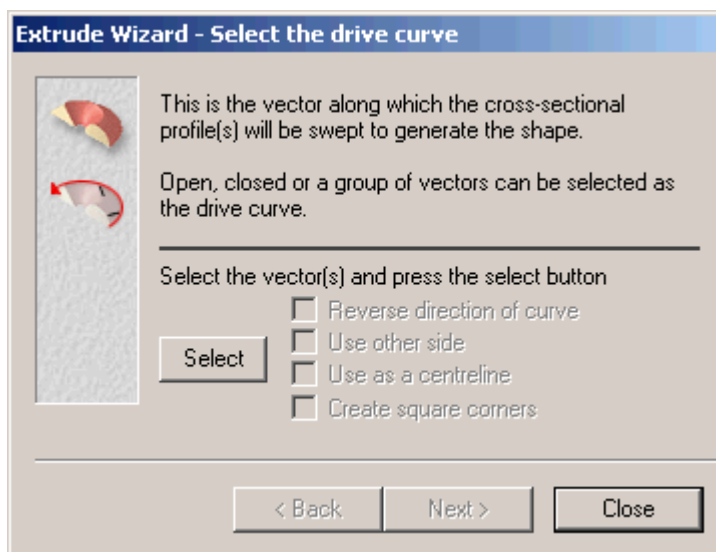 Extrude Wizard - Select the drive curve
This is the vector along which the cross-sectional
profile(s) will be swept to generate the shape.
Open, closed or a group of vectors can be selected as
the drive curve.
Select the vector(s) and press the select button
Reverse direction of curve
Use other side
Select
Use as a centreline
Create square corners
< Back
Next >
Close